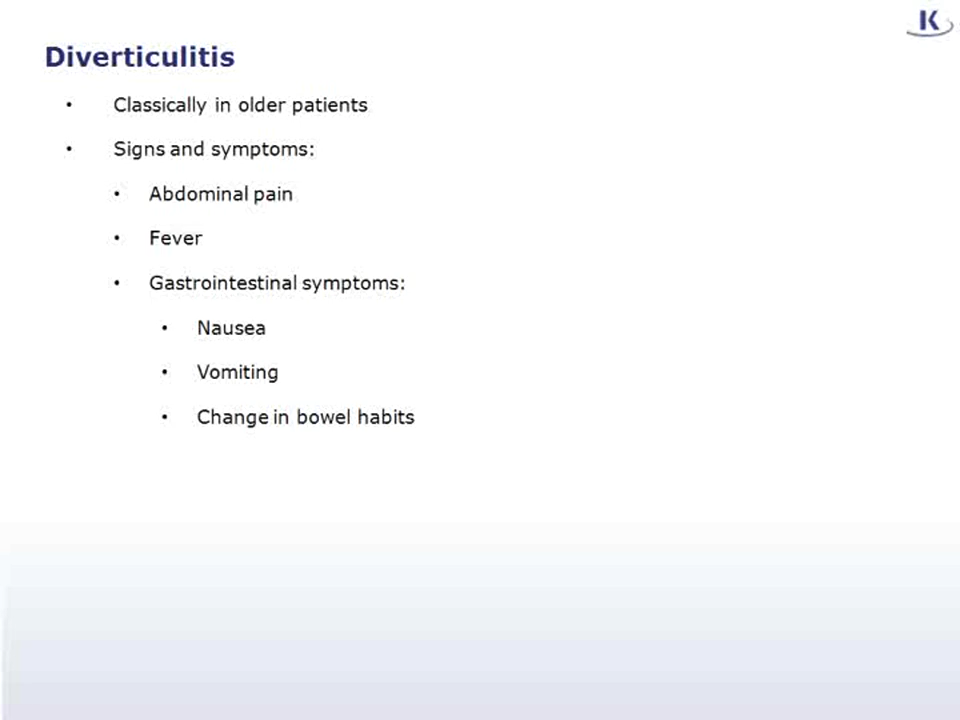 K
Diverticulitis
• Classically in older patients
• Signs and symptoms:
• Abdominal pain
• Fever
• Gastrointestinal symptoms:
• Nausea
• Vomiting
• Change in bowel habits